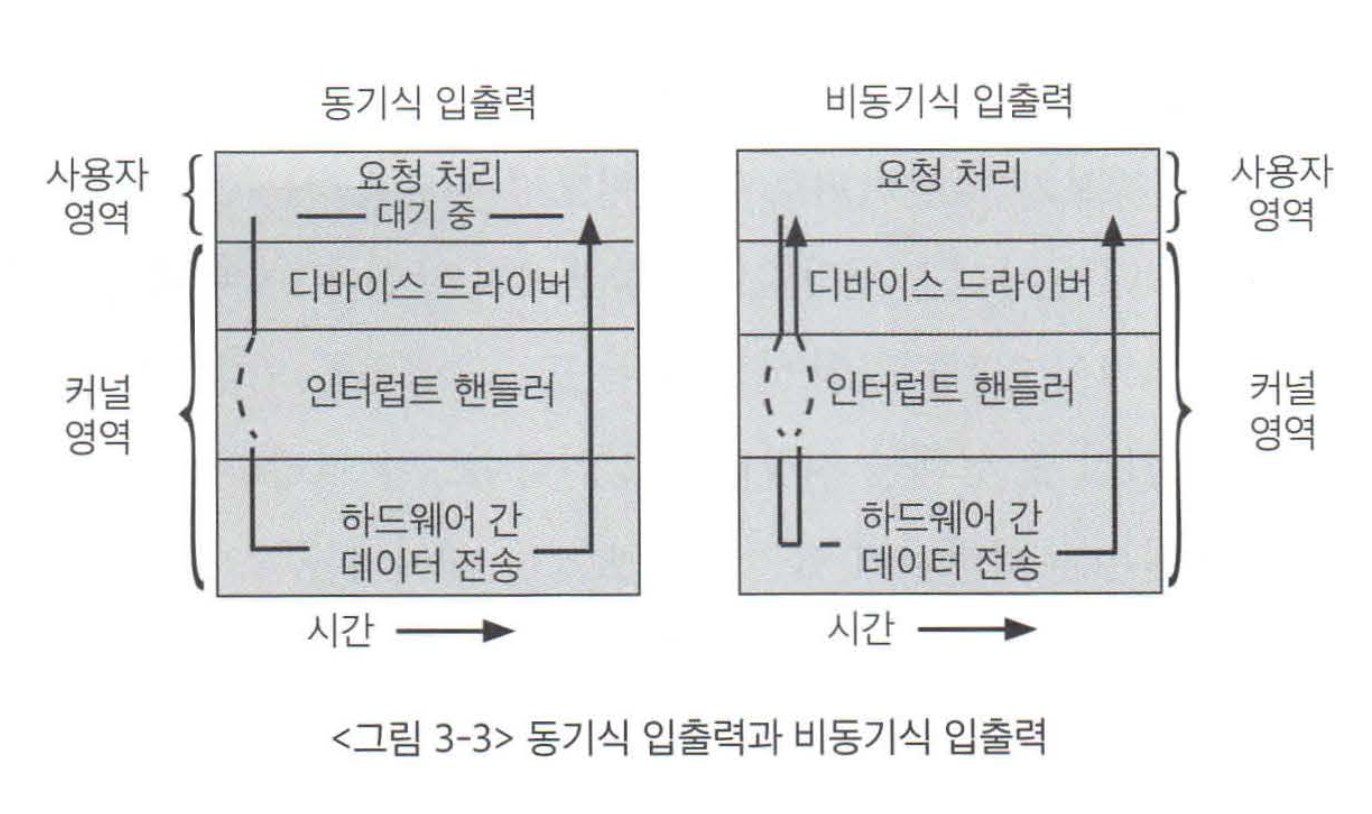 동기식 입출력
사용자
영역
요청 처리
대기 중
디바이스 드라이버
커널
영역
인터럽트 핸들러
하드웨어 간
데이터 전송
시간
비동기식 입출력
요청 처리
사용자
영역
디바이스 드라이버
인터럽트 핸들러
커널
영역
하드웨어 간
데이터 전송
시간
<그림 3-3> 동기식 입출력과 비동기식 입출력